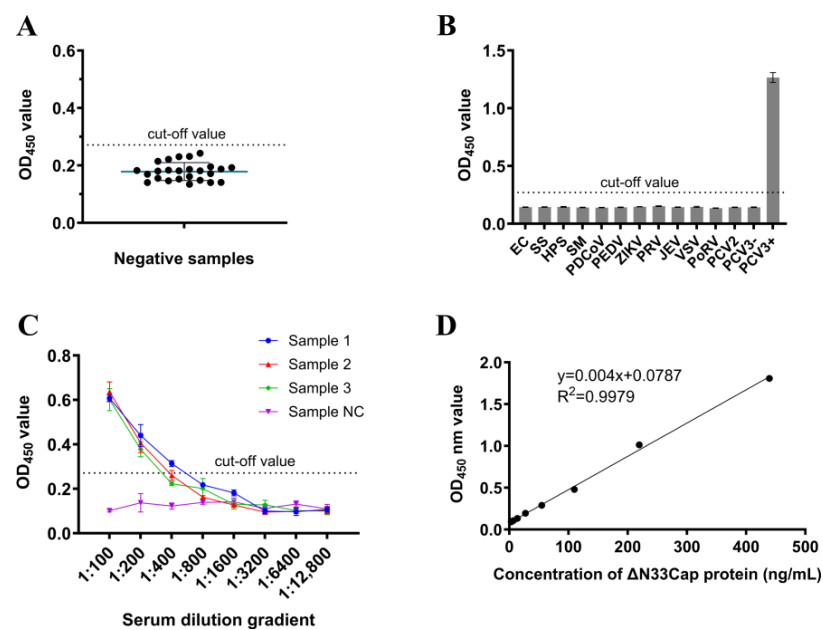 A
0.6
0.4
0.2
0.0
OD450 value
cut-off value
Negative samples
B
1.5
1.0
0.5
0.0
OD450 value
cut-off value
EC
SS
HPS
SM
PDCoV
PEDV
ZIKV
PRV
JEV
VSV
PoRV
PCV2
PCV3-
PCV3+
C
Sample 1
Sample 2
Sample 3
Sample NC
0.8
0.6
0.4
0.2
0.0
OD450 value
cut-off value
1:100
1:200
1:400
1:800
1:1600
1:3200
1:6400
1:12,800
Serum dilution gradient
D
y=0.004x+0.0787
R2=0.9979
2.0
1.5
1.0
0.5
0.0
OD450 nm value
0
100
200
300
400
500
Concentration of ΔN33Cap protein (ng/mL)